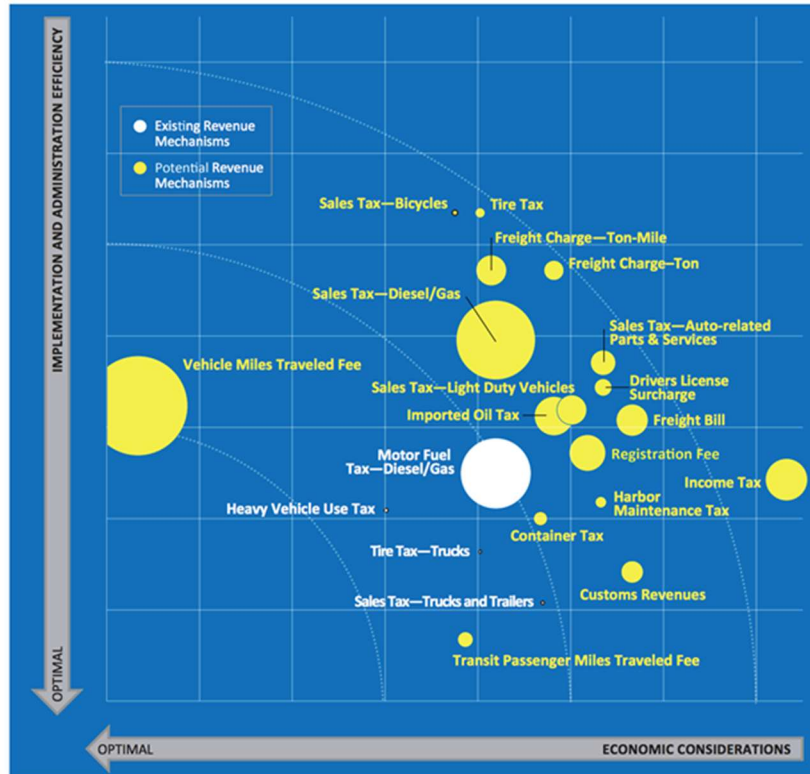 IMPLEMENTATION AND ADMINISTRATION EFFICIENCY
OPTIMAL
Existing Revenue
Mechanisms
Potential Revenue
Mechanisms
Sales Tax—Bicycles
Tire Tax
Freight Charge—Ton-Mile
Freight Charge–Ton
Sales Tax—Diesel/Gas
Sales Tax—Auto-related
Parts & Services
Vehicle Miles Traveled Fee
Sales Tax—Light Duty Vehicles
Drivers License
Surcharge
Imported Oil Tax
Freight Bill
Motor Fuel
Tax—Diesel/Gas
Registration Fee
Income Tax
Heavy Vehicle Use Tax
Harbor
Maintenance Tax
Container Tax
Tire Tax—Trucks
Customs Revenues
Sales Tax—Trucks and Trailers
Transit Passenger Miles Traveled Fee
OPTIMAL
ECONOMIC CONSIDERATIONS